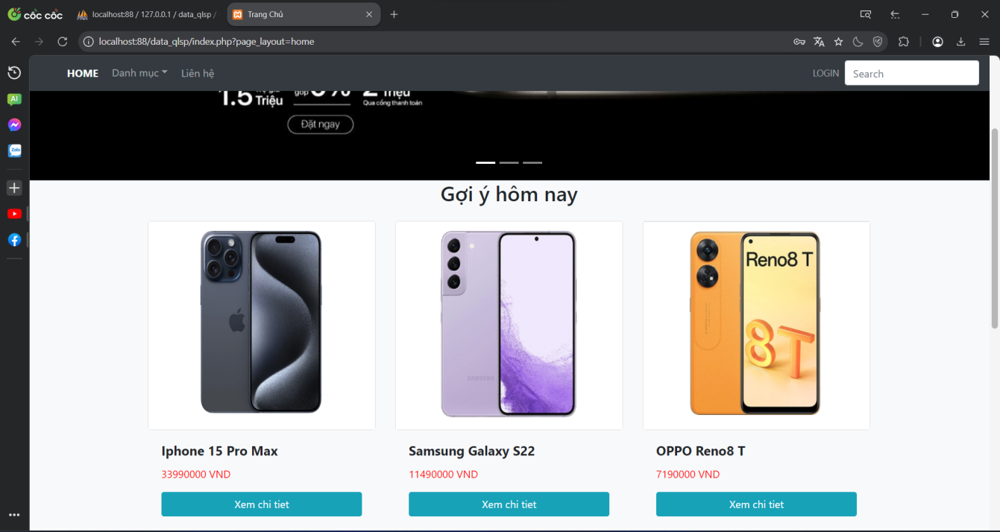 cốc cốc
localhost:88 / 127.0.0.1 / data_qlsp /
Trang Chủ
localhost:88/data_qlsp/index.php?page_layout=home
AI
Zalo
HOME
Danh mục
Liên hệ
LOGIN
Search
1.5 Triệu
góp
2 Triệu
Qua cổng thanh toán
Đặt ngay
Gợi ý hôm nay
SAMSUNG
Reno8 T
8T
Iphone 15 Pro Max
Samsung Galaxy S22
OPPO Reno8 T
33990000 VND
11490000 VND
7190000 VND
Xem chi tiet
Xem chi tiet
Xem chi tiet